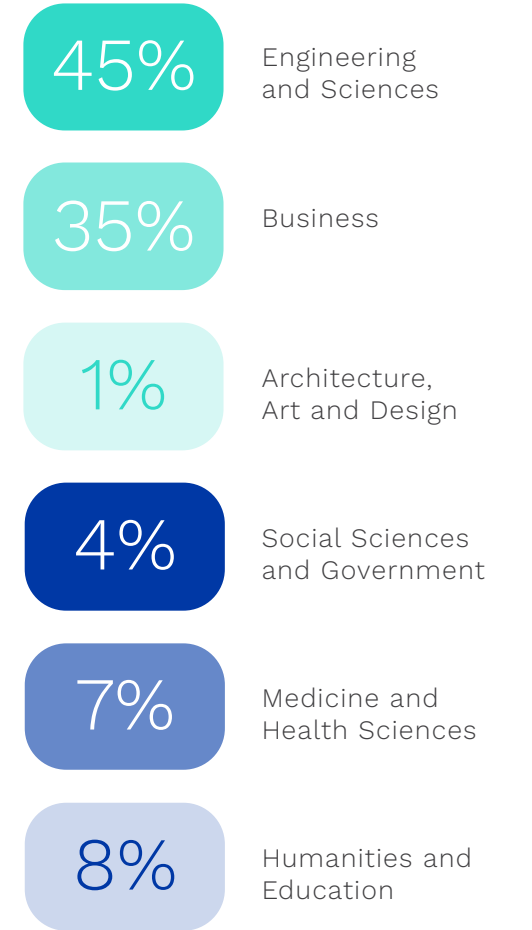 45%
Engineering
and Sciences
35%
Business
1%
Architecture,
Art and Design
4%
Social Sciences
and Government
7%
Medicine and
Health Sciences
8%
Humanities and
Education